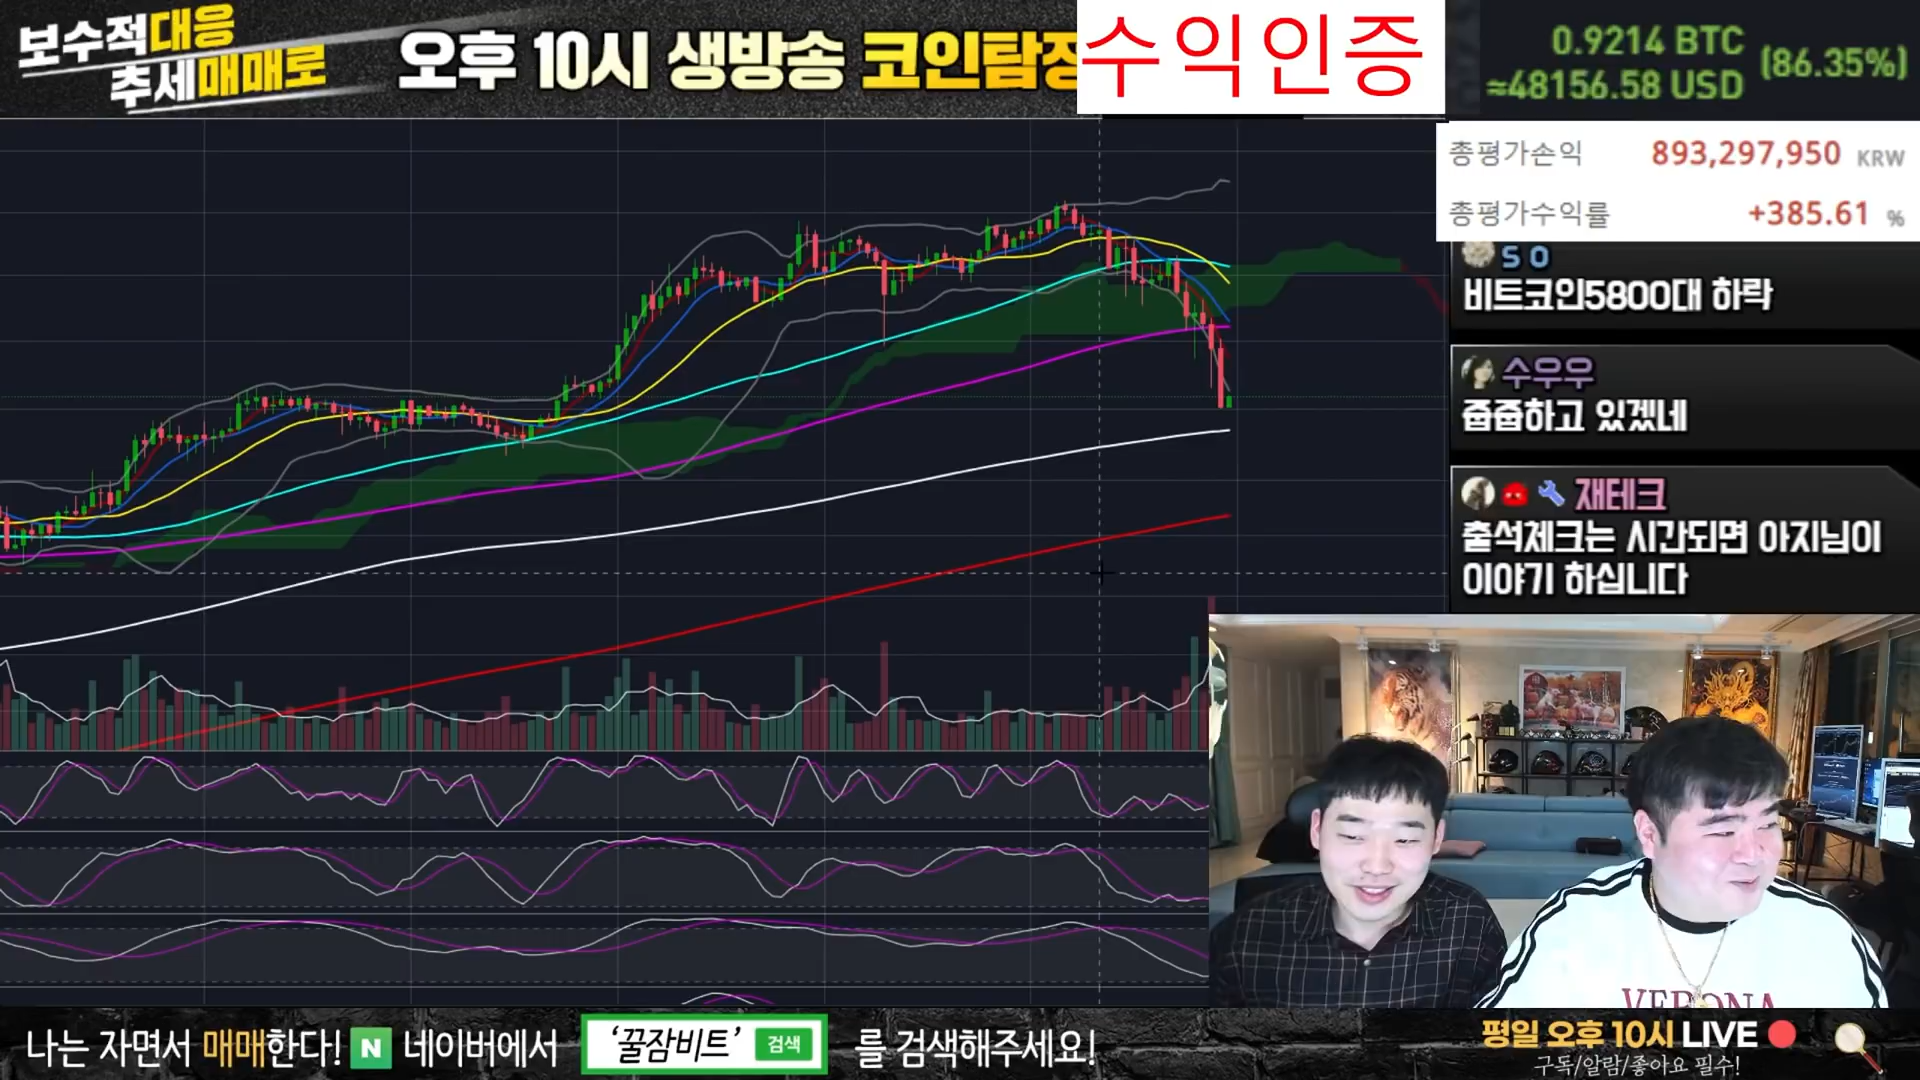 보수적대응
추세매매로
오후 10시 생방송 코인탐정
수익인증
0.9214 BTC
≈48156.58 USD
(86.35%)
총평가손익 893,297,950 KRW
총평가수익률 +385.61 %
S O
비트코인5800대 하락
수우우
쥽쥽하고 있겠네
재테크
출석체크는 시간되면 아지님이
이야기 하십니다
VERONA
나는 자면서 매매한다! N 네이버에서 ‘꿀잠비트’ 검색 를 검색해주세요!
평일 오후 10시 LIVE
구독/알람/좋아요 필수!